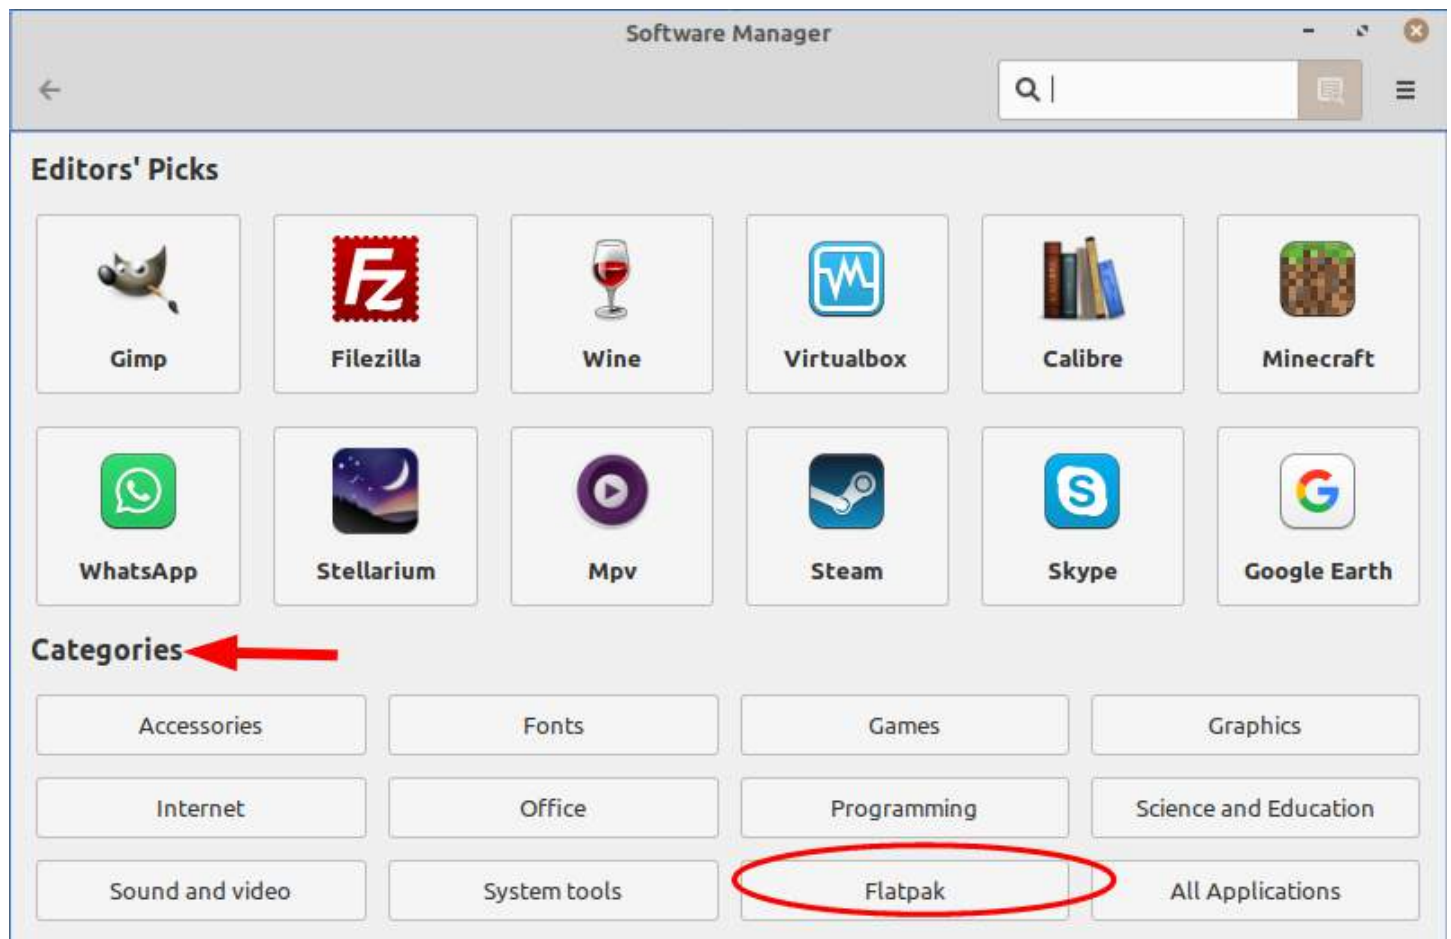 Software Manager
Editors' Picks
Gimp Filezilla Wine Virtualbox Calibre Minecraft
WhatsApp Stellarium Mpv Steam Skype Google Earth
Categories
Accessories Fonts Games Graphics
Internet Office Programming Science and Education
Sound and video System tools Flatpak All Applications